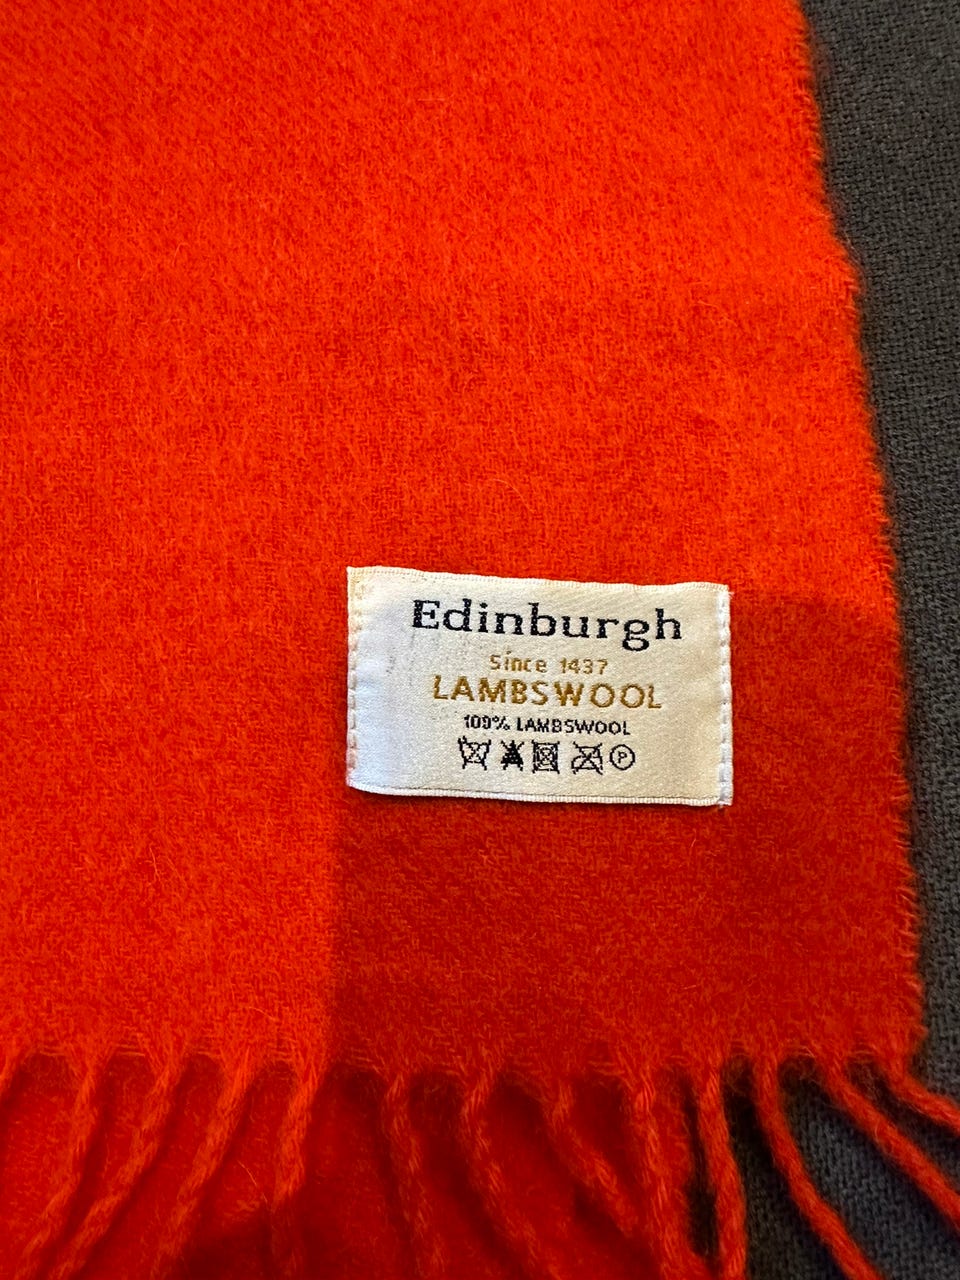 Edinburgh
Since 1437
LAMBSWOOL
100% LAMBSWOOL
P